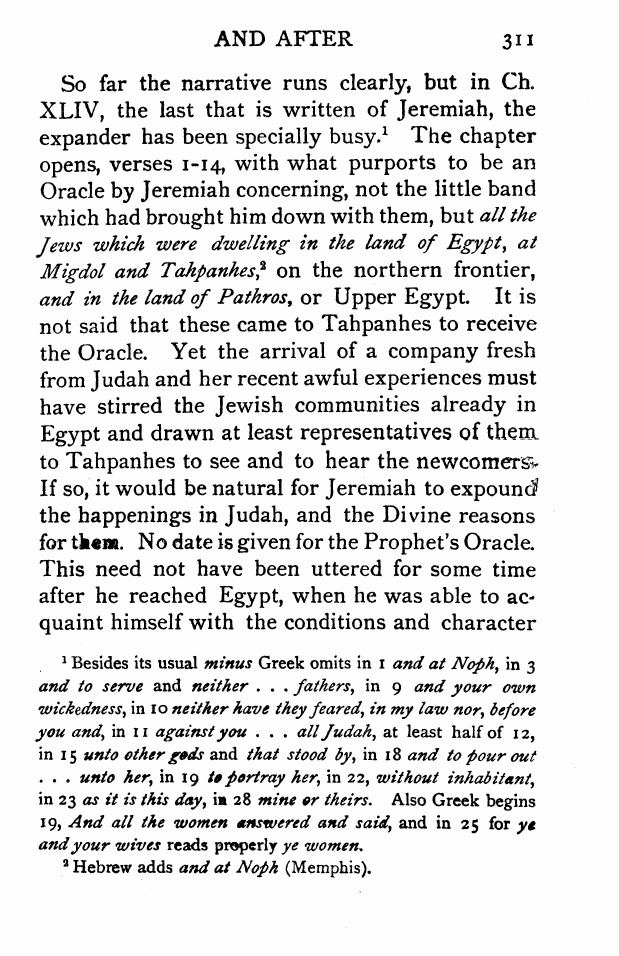 AND AFTER 311
So far the narrative runs clearly, but in Ch.
XLIV, the last that is written of Jeremiah, the
expander has been specially busy.¹ The chapter
opens, verses 1-14, with what purports to be an
Oracle by Jeremiah concerning, not the little band
which had brought him down with them, but all the
Jews which were dwelling in the land of Egypt, at
Migdol and Tahpanhes,² on the northern frontier,
and in the land of Pathros, or Upper Egypt. It is
not said that these came to Tahpanhes to receive
the Oracle. Yet the arrival of a company fresh
from Judah and her recent awful experiences must
have stirred the Jewish communities already in
Egypt and drawn at least representatives of them
to Tahpanhes to see and to hear the newcomers.
If so, it would be natural for Jeremiah to expound
the happenings in Judah, and the Divine reasons
for them. No date is given for the Prophet's Oracle.
This need not have been uttered for some time
after he reached Egypt, when he was able to ac-
quaint himself with the conditions and character
¹ Besides its usual minus Greek omits in 1 and at Noph, in 3
and to serve and neither . . . fathers, in 9 and your own
wickedness, in 10 neither have they feared, in my law nor, before
you and, in 11 against you . . . all Judah, at least half of 12,
in 15 unto other gods and that stood by, in 18 and to pour out
. . . unto her, in 19 to portray her, in 22, without inhabitant,
in 23 as it is this day, in 28 mine or theirs. Also Greek begins
19, And all the women answered and said, and in 25 for ye
and your wives reads properly ye women.
² Hebrew adds and at Noph (Memphis).